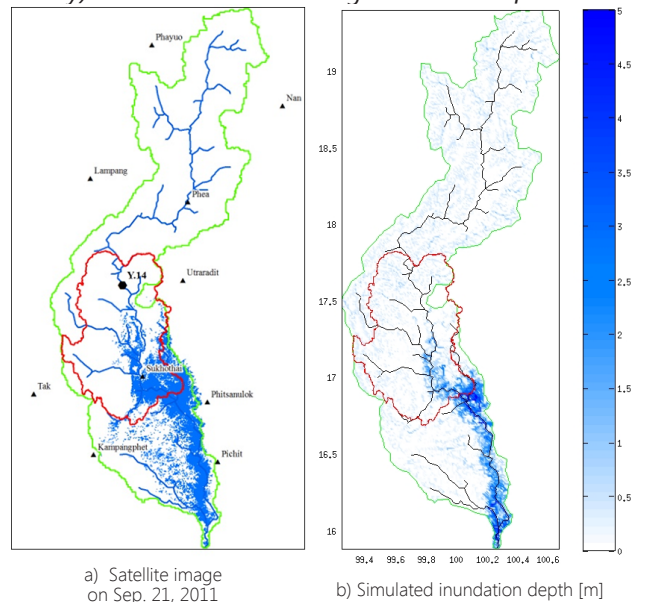 Phayuo
Nan
Lampang
Phea
Y.14
Utraradit
Sukhothai
Tak
Phitsanulok
Kampangphet
Pichit
a) Satellite image
on Sep. 21, 2011
19
18.5
18
17.5
17
16.5
16
99.4 99.6 99.8 100 100.2 100.4 100.6
5
4.5
4
3.5
3
2.5
2
1.5
1
0.5
0
b) Simulated inundation depth [m]